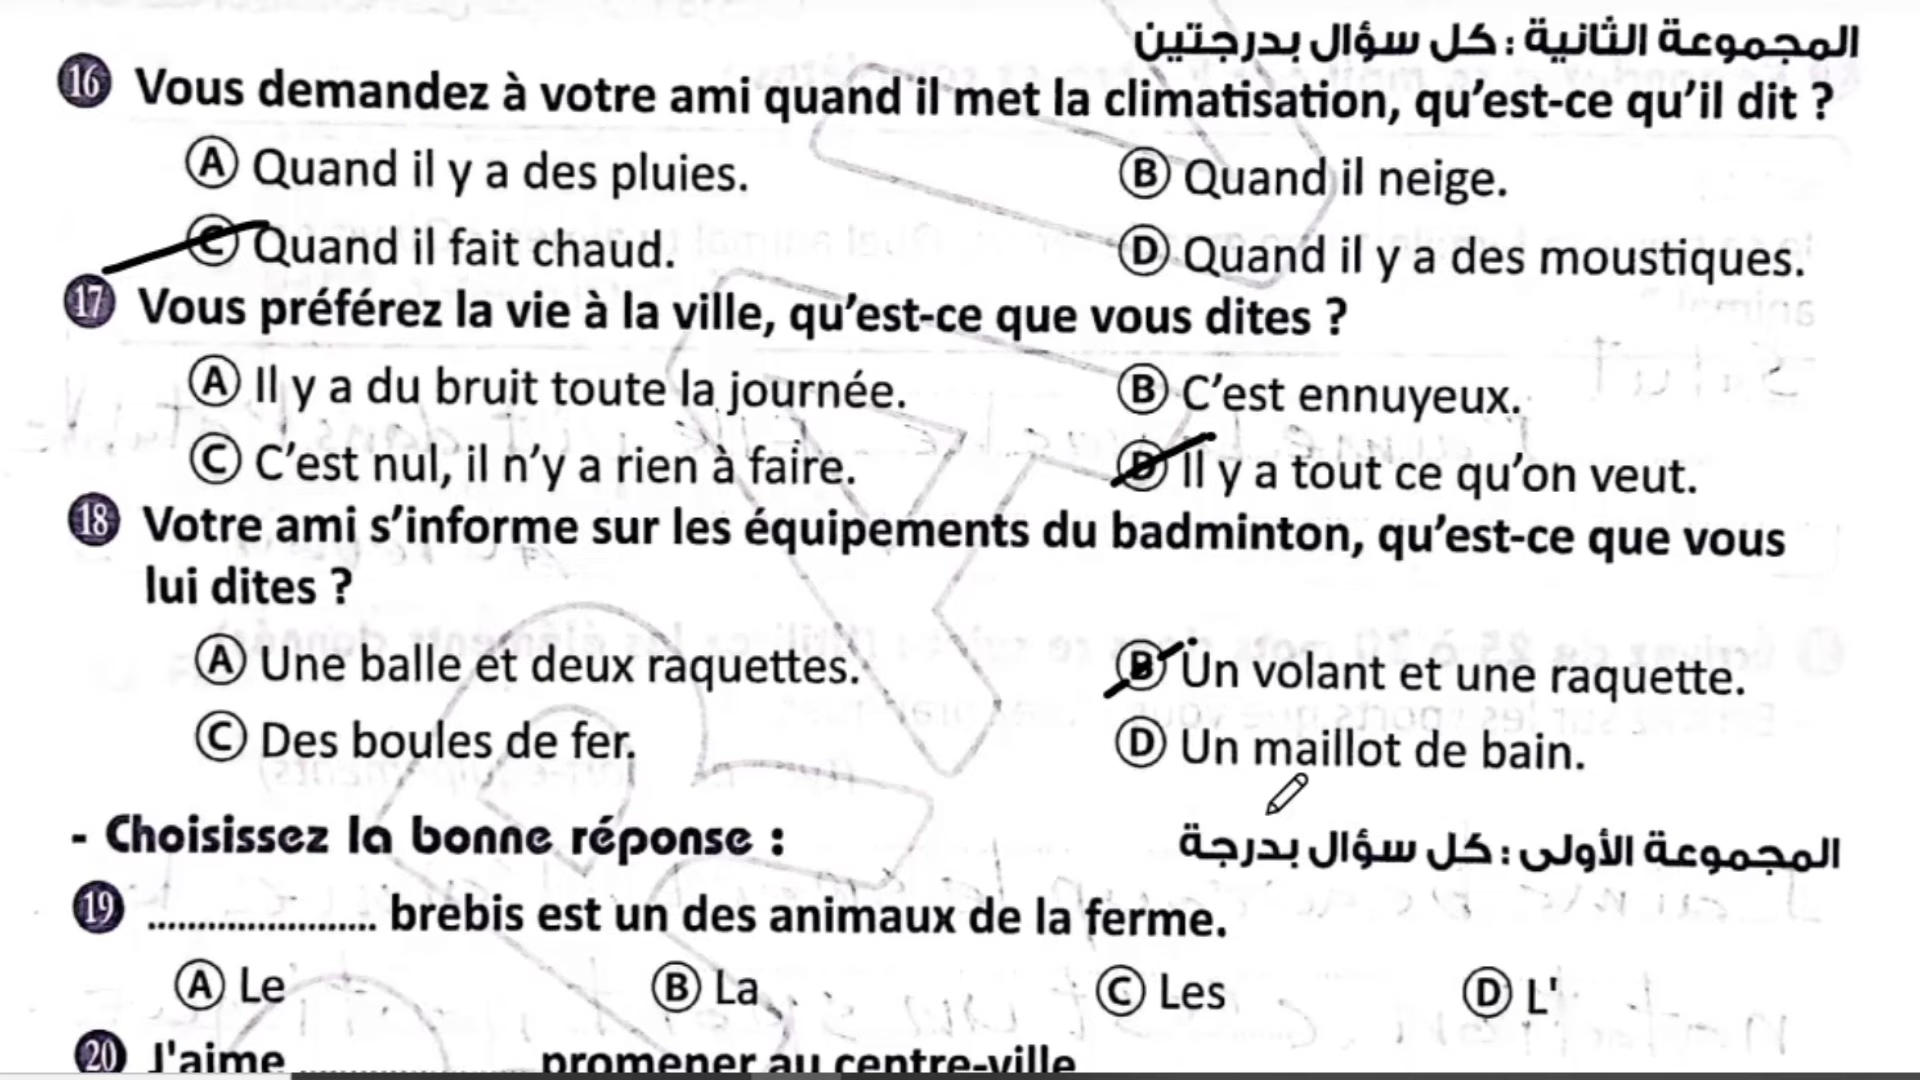 المجموعة الثانية : كل سؤال بدرجتين
16 Vous demandez à votre ami quand il met la climatisation, qu’est-ce qu’il dit ?
A Quand il y a des pluies. B Quand il neige.
C Quand il fait chaud. D Quand il y a des moustiques.
17 Vous préférez la vie à la ville, qu’est-ce que vous dites ?
A Il y a du bruit toute la journée. B C’est ennuyeux.
C C’est nul, il n’y a rien à faire. D Il y a tout ce qu’on veut.
18 Votre ami s’informe sur les équipements du badminton, qu’est-ce que vous
lui dites ?
A Une balle et deux raquettes. B Un volant et une raquette.
C Des boules de fer. D Un maillot de bain.
- Choisissez la bonne réponse : المجموعة الأولى : كل سؤال بدرجة
19 ...................... brebis est un des animaux de la ferme.
A Le B La C Les D L'
20 J'aime ...................... promener au centre-ville